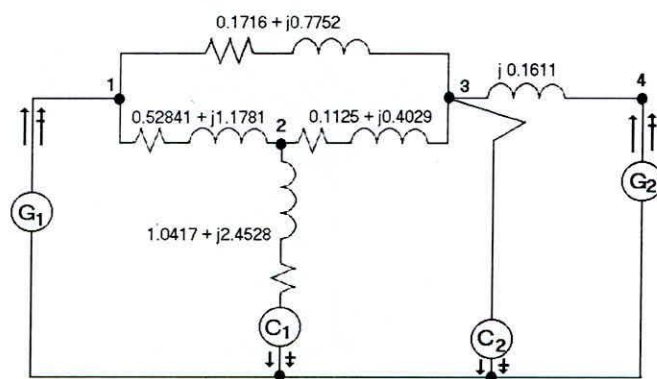 0.1716 + j0.7752
j 0.1611
1
3
4
0.52841 + j1.1781
2
0.1125 + j0.4029
G1
G2
1.0417 + j2.4528
C1
C2